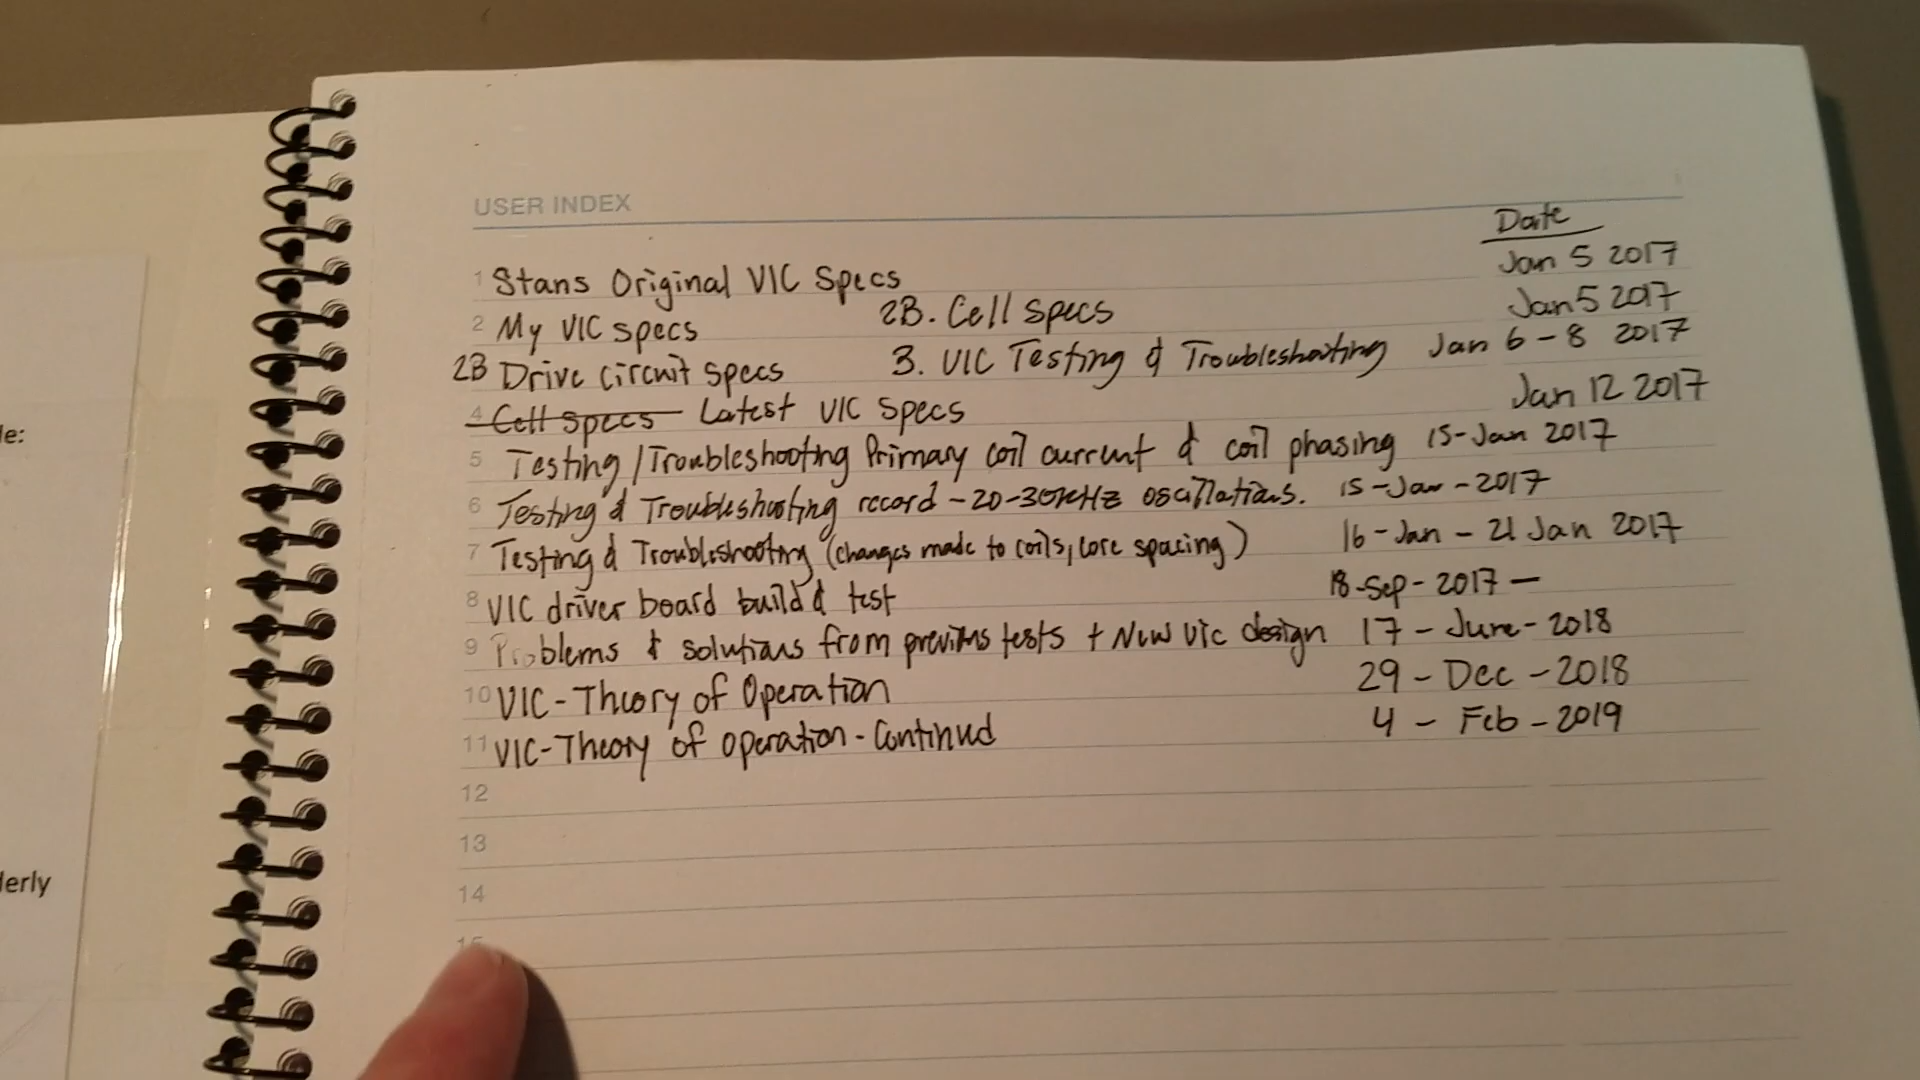 USER INDEX
Date
1 Stans Original VIC Specs Jan 5 2017
2 My VIC specs 2B. Cell specs Jan 5 2017
2B Drive circuit specs 3. VIC Testing & Troubleshooting Jan 6-8 2017
4 Cell specs Latest VIC specs Jan 12 2017
5 Testing/Troubleshooting Primary coil current & coil phasing 15-Jan 2017
6 Testing & Troubleshooting record - 20-30kHz oscillations. 15-Jan-2017
7 Testing & Troubleshooting (changes made to coils, core spacing) 16-Jan - 21 Jan 2017
8 VIC driver board build & test 18-Sep-2017 -
9 Problems & solutions from previous tests + New Vic design 17-June-2018
10 VIC-Theory of Operation 29-Dec-2018
11 VIC-Theory of operation-Continued 4-Feb-2019
12
13
14
15
le:
derly